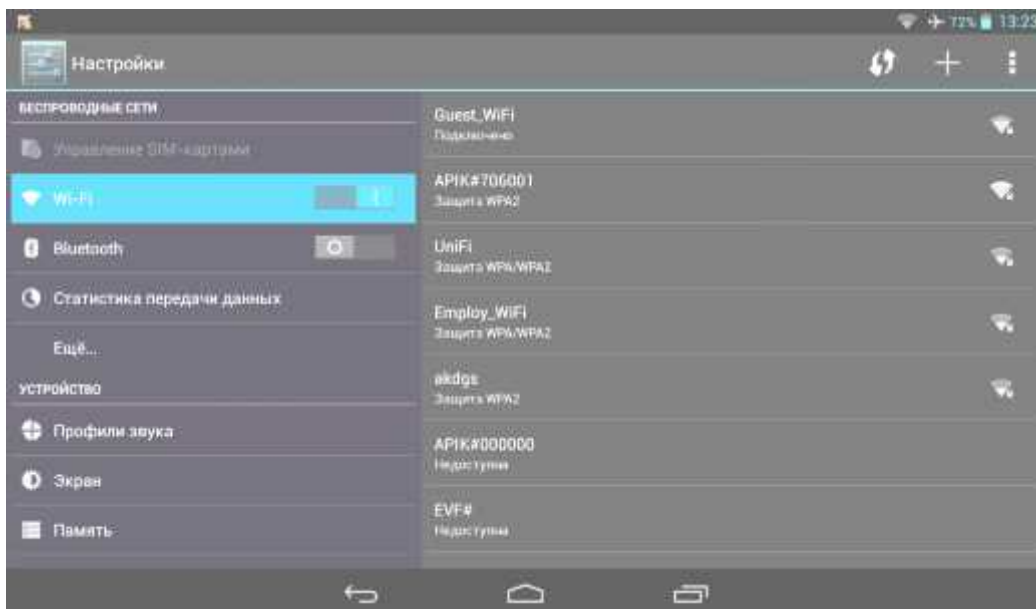 72% 13:23
Настройки
БЕСПРОВОДНЫЕ СЕТИ
Управление SIM-картами
Wi-Fi
Bluetooth
Статистика передачи данных
Ещё...
УСТРОЙСТВО
Профили звука
Экран
Память
Guest_WiFi
Подключено
APIK#706001
Защита WPA2
UniFi
Защита WPA/WPA2
Employ_WiFi
Защита WPA/WPA2
akdgs
Защита WPA2
APIK#000000
Недоступна
EVF#
Недоступна